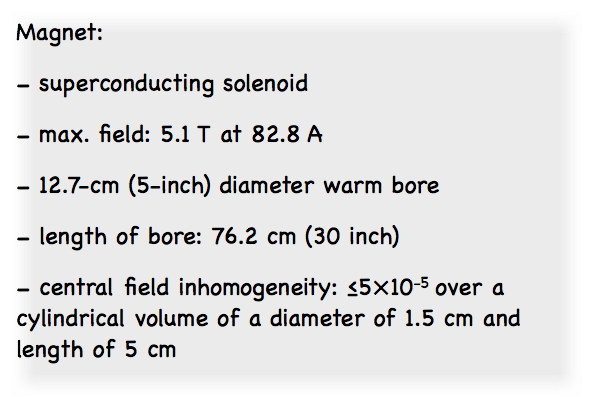 Magnet:
– superconducting solenoid
– max. field: 5.1 T at 82.8 A
– 12.7-cm (5-inch) diameter warm bore
– length of bore: 76.2 cm (30 inch)
– central field inhomogeneity: ≤5×10⁻⁵ over a
cylindrical volume of a diameter of 1.5 cm and
length of 5 cm